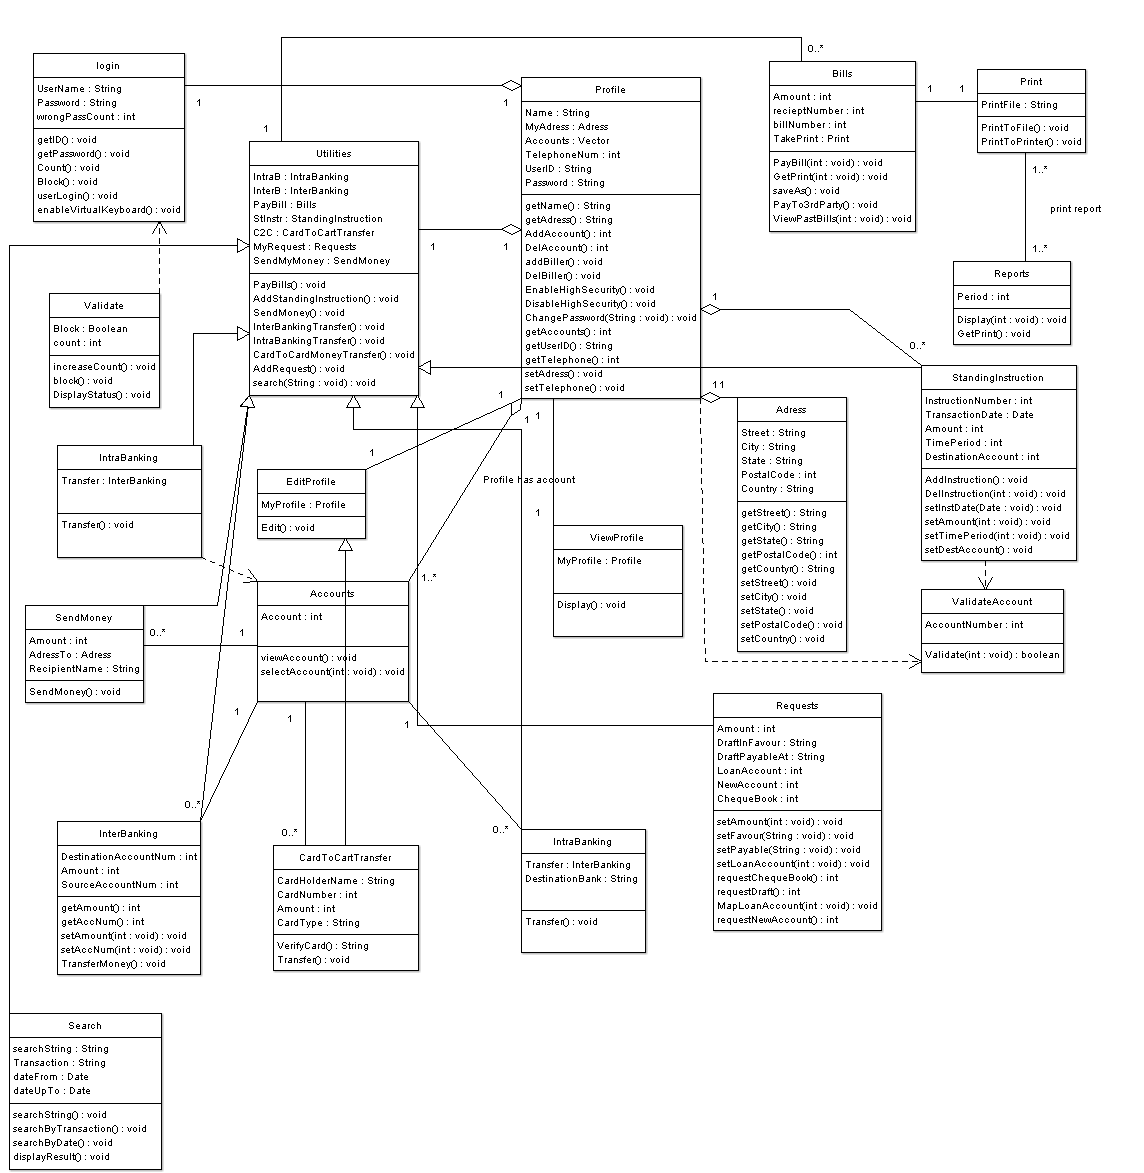 login
UserName : String
Password : String
wrongPassCount : int
getID() : void
getPassword() : void
Count() : void
Block() : void
userLogin() : void
enableVirtualKeyboard() : void
1
1
1
Utilities
IntraB : IntraBanking
InterB : InterBanking
PayBill : Bills
StInstr : StandingInstruction
C2C : CardToCartTransfer
MyRequest : Requests
SendMyMoney : SendMoney
PayBills() : void
AddStandingInstruction() : void
SendMoney() : void
InterBankingTransfer() : void
IntraBankingTransfer() : void
CardToCardMoneyTransfer() : void
AddRequest() : void
search(String : void) : void
1
1
Profile
Name : String
MyAdress : Adress
Accounts : Vector
TelephoneNum : int
UserID : String
Password : String
getName() : String
getAdress() : String
AddAccount() : int
DelAccount() : int
addBiller() : void
DelBiller() : void
EnableHighSecurity() : void
DisableHighSecurity() : void
ChangePassword(String : void) : void
getAccounts() : int
getUserID() : String
getTelephone() : int
setAdress() : void
setTelephone() : void
0..*
Bills
Amount : int
recieptNumber : int
billNumber : int
TakePrint : Print
PayBill(int : void) : void
GetPrint(int : void) : void
saveAs() : void
PayTo3rdParty() : void
ViewPastBills(int : void) : void
1
1
Print
PrintFile : String
PrintToFile() : void
PrintToPrinter() : void
1..*
print report
1..*
Reports
Period : int
Display(int : void) : void
GetPrint() : void
Validate
Block : Boolean
count : int
increaseCount() : void
block() : void
DisplayStatus() : void
1
0..*
StandingInstruction
InstructionNumber : int
TransactionDate : Date
Amount : int
TimePeriod : int
DestinationAccount : int
AddInstruction() : void
DelInstruction(int : void) : void
setInstDate(Date : void) : void
setAmount(int : void) : void
setTimePeriod(int : void) : void
setDestAccount() : void
11
Adress
Street : String
City : String
State : String
PostalCode : int
Country : String
getStreet() : String
getCity() : String
getState() : String
getPostalCode() : int
getCountyr() : String
setStreet() : void
setCity() : void
setState() : void
setPostalCode() : void
setCountry() : void
1
1
1
1
Profile has account
1
1..*
IntraBanking
Transfer : InterBanking
Transfer() : void
EditProfile
MyProfile : Profile
Edit() : void
ViewProfile
MyProfile : Profile
Display() : void
ValidateAccount
AccountNumber : int
Validate(int : void) : boolean
Accounts
Account : int
viewAccount() : void
selectAccount(int : void) : void
SendMoney
Amount : int
AdressTo : Adress
RecipientName : String
SendMoney() : void
0..*
1
1
1
1
0..*
0..*
0..*
Requests
Amount : int
DraftInFavour : String
DraftPayableAt : String
LoanAccount : int
NewAccount : int
ChequeBook : int
setAmount(int : void) : void
setFavour(String : void) : void
setPayable(String : void) : void
setLoanAccount(int : void) : void
requestChequeBook() : int
requestDraft() : int
MapLoanAccount(int : void) : void
requestNewAccount() : int
InterBanking
DestinationAccountNum : int
Amount : int
SourceAccountNum : int
getAmount() : int
getAccNum() : int
setAmount(int : void) : void
setAccNum(int : void) : void
TransferMoney() : void
CardToCartTransfer
CardHolderName : String
CardNumber : int
Amount : int
CardType : String
VerifyCard() : String
Transfer() : void
IntraBanking
Transfer : InterBanking
DestinationBank : String
Transfer() : void
Search
searchString : String
Transaction : String
dateFrom : Date
dateUpTo : Date
searchString() : void
searchByTransaction() : void
searchByDate() : void
displayResult() : void